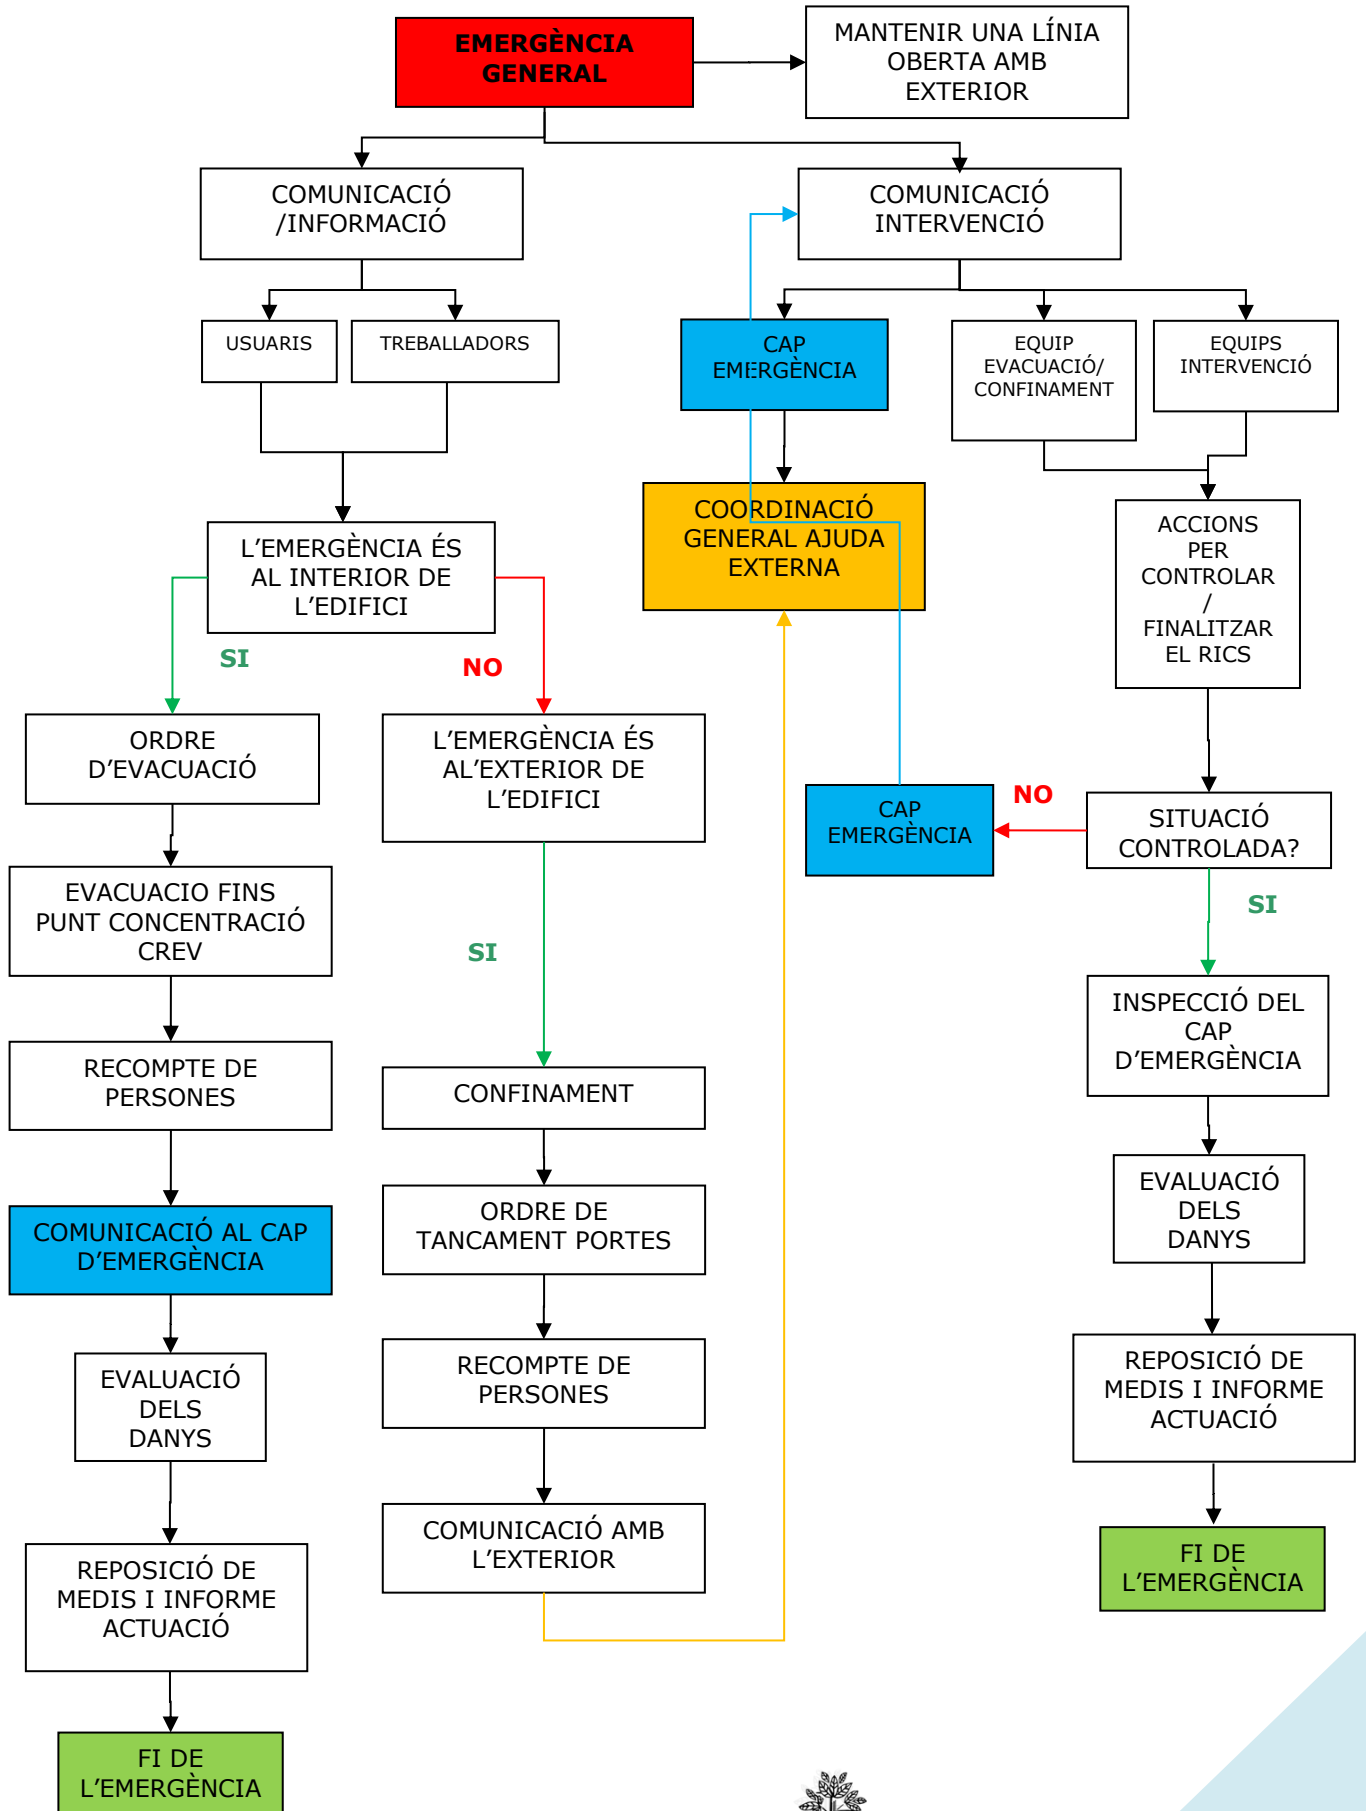 EMERGÈNCIA
GENERAL
MANTENIR UNA LÍNIA
OBERTA AMB
EXTERIOR
COMUNICACIÓ
/INFORMACIÓ
COMUNICACIÓ
INTERVENCIÓ
USUARIS
TREBALLADORS
CAP
EMERGÈNCIA
EQUIP
EVACUACIÓ/
CONFINAMENT
EQUIPS
INTERVENCIÓ
L'EMERGÈNCIA ÉS
AL INTERIOR DE
L'EDIFICI
COORDINACIÓ
GENERAL AJUDA
EXTERNA
ACCIONS
PER
CONTROLAR
/
FINALITZAR
EL RICS
SI
NO
ORDRE
D'EVACUACIÓ
L'EMERGÈNCIA ÉS
AL'EXTERIOR DE
L'EDIFICI
CAP
EMERGÈNCIA
NO
SITUACIÓ
CONTROLADA?
EVACUACIO FINS
PUNT CONCENTRACIÓ
CREV
SI
SI
INSPECCIÓ DEL
CAP
D'EMERGÈNCIA
RECOMPTE DE
PERSONES
CONFINAMENT
COMUNICACIÓ AL CAP
D'EMERGÈNCIA
ORDRE DE
TANCAMENT PORTES
EVALUACIÓ
DELS
DANYS
EVALUACIÓ
DELS
DANYS
RECOMPTE DE
PERSONES
REPOSICIÓ DE
MEDIS I INFORME
ACTUACIÓ
REPOSICIÓ DE
MEDIS I INFORME
ACTUACIÓ
COMUNICACIÓ AMB
L'EXTERIOR
FI DE
L'EMERGÈNCIA
FI DE
L'EMERGÈNCIA